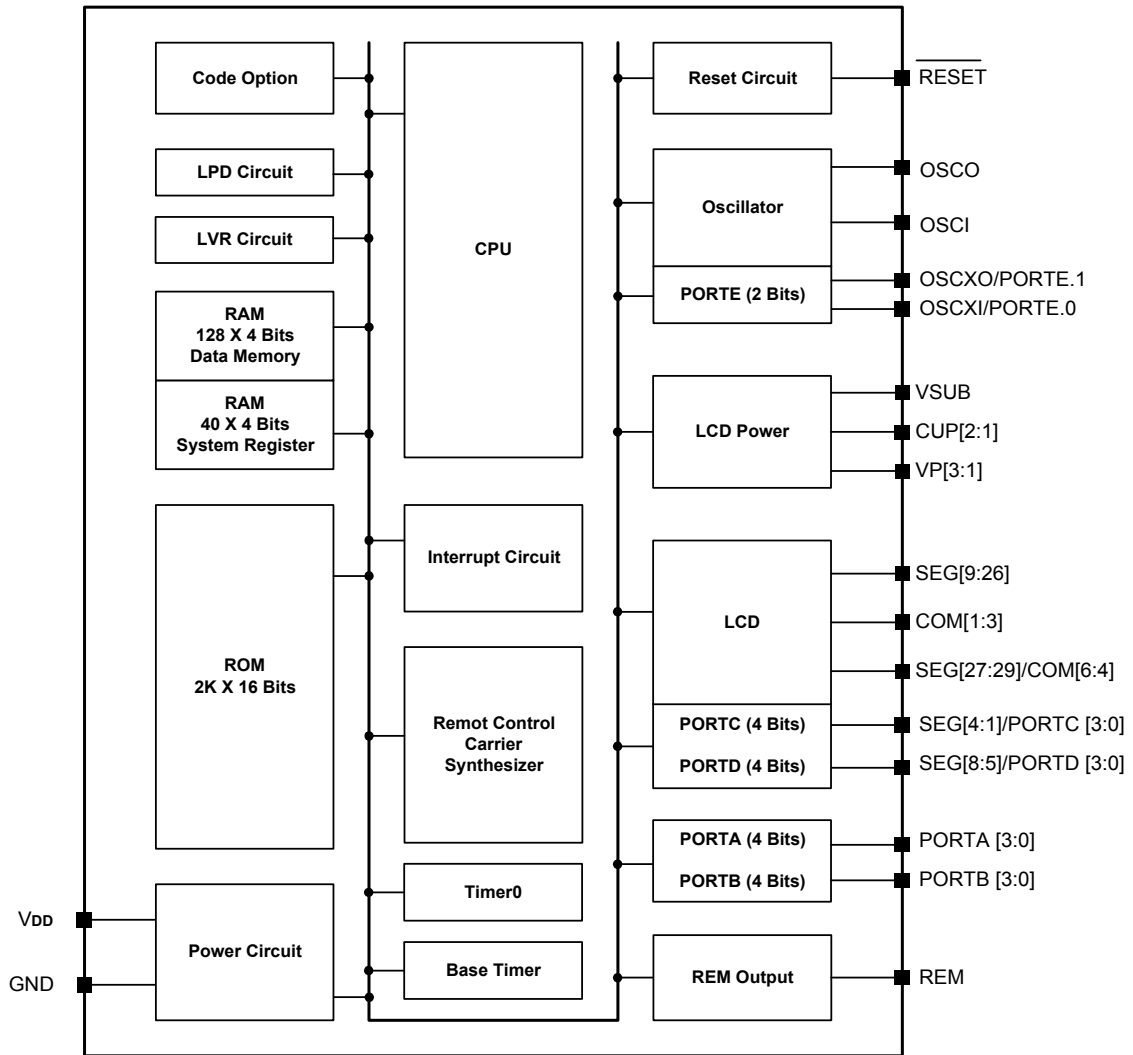 Code Option
LPD Circuit
LVR Circuit
RAM
128 X 4 Bits
Data Memory
RAM
40 X 4 Bits
System Register
ROM
2K X 16 Bits
VDD
GND
Power Circuit
CPU
Interrupt Circuit
Remot Control
Carrier
Synthesizer
Timer0
Base Timer
Reset Circuit
RESET
Oscillator
OSCO
OSCI
PORTE (2 Bits)
OSCXO/PORTE.1
OSCXI/PORTE.0
LCD Power
VSUB
CUP[2:1]
VP[3:1]
LCD
SEG[9:26]
COM[1:3]
SEG[27:29]/COM[6:4]
PORTC (4 Bits)
SEG[4:1]/PORTC [3:0]
PORTD (4 Bits)
SEG[8:5]/PORTD [3:0]
PORTA (4 Bits)
PORTA [3:0]
PORTB (4 Bits)
PORTB [3:0]
REM Output
REM